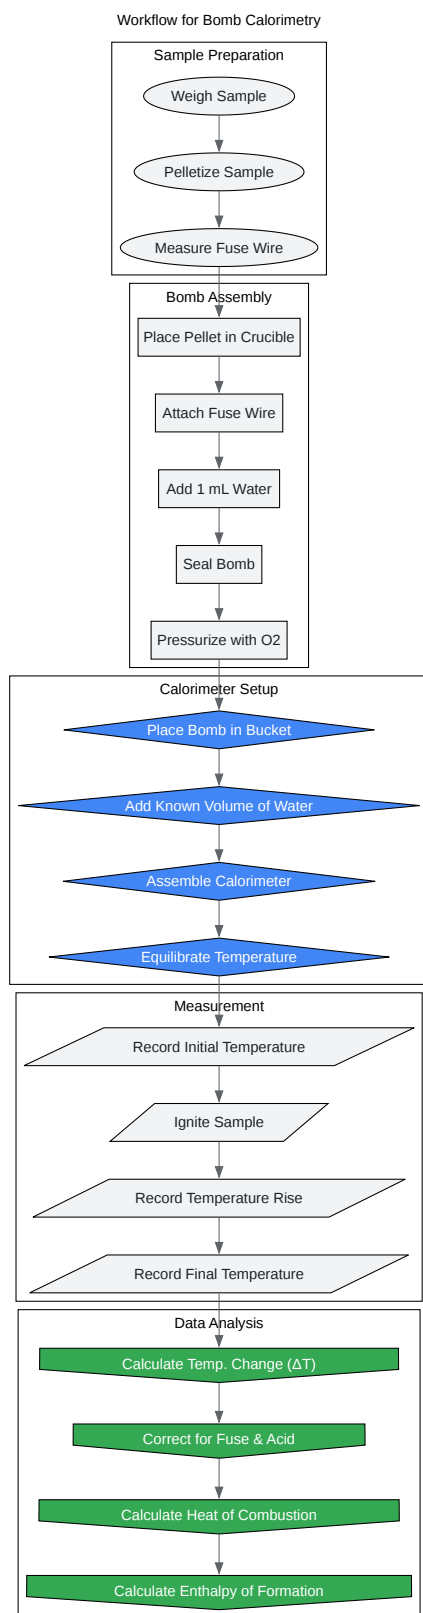 Workflow for Bomb Calorimetry
Sample Preparation
Weigh Sample
Pelletize Sample
Measure Fuse Wire
Bomb Assembly
Place Pellet in Crucible
Attach Fuse Wire
Add 1 mL Water
Seal Bomb
Pressurize with O2
Calorimeter Setup
Place Bomb in Bucket
Add Known Volume of Water
Assemble Calorimeter
Equilibrate Temperature
Measurement
Record Initial Temperature
Ignite Sample
Record Temperature Rise
Record Final Temperature
Data Analysis
Calculate Temp. Change (ΔT)
Correct for Fuse & Acid
Calculate Heat of Combustion
Calculate Enthalpy of Formation